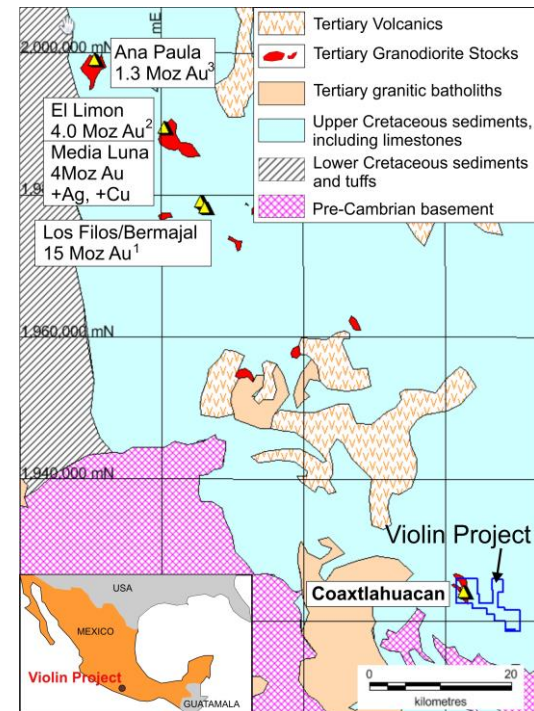 2,000,000 mN
mE
Ana Paula
1.3 Moz Au3
El Limon
4.0 Moz Au2
Media Luna
4Moz Au
+Ag, +Cu
Los Filos/Bermajal
15 Moz Au1
1,960,000 mN
1,940,000 mN
Tertiary Volcanics
Tertiary Granodiorite Stocks
Tertiary granitic batholiths
Upper Cretaceous sediments,
including limestones
Lower Cretaceous sediments
and tuffs
Pre-Cambrian basement
Violin Project
Coaxtlahuacan
USA
MEXICO
Violin Project
GUATAMALA
0 20
kilometres